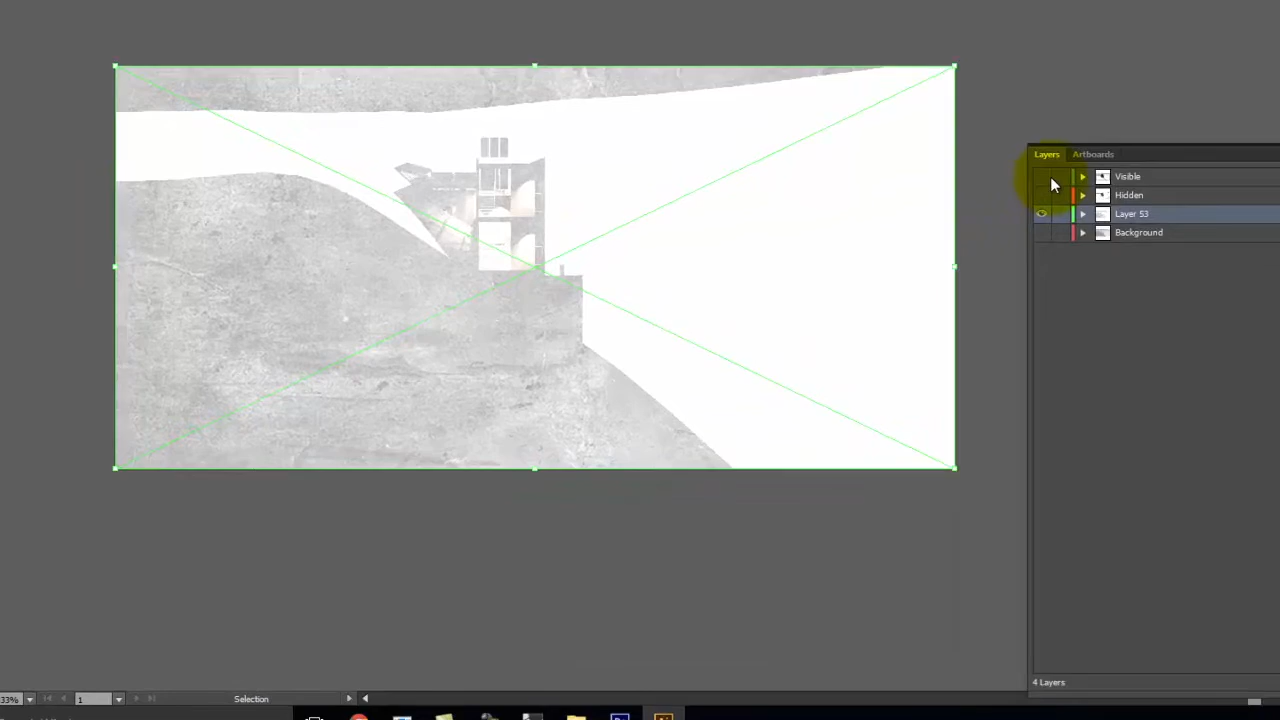 Layers Artboards
Visible
Hidden
Layer 53
Background
4 Layers
33% 1 Selection